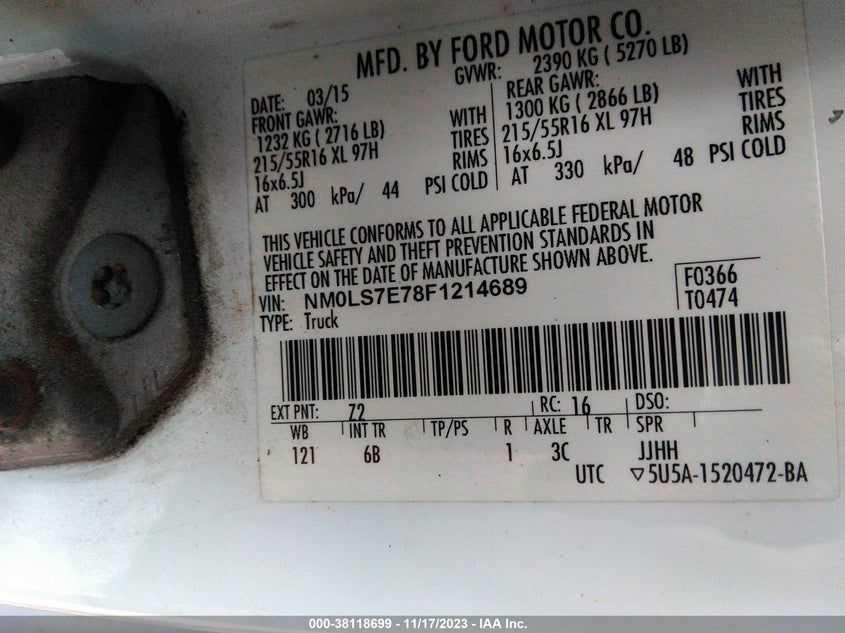 MFD. BY FORD MOTOR CO.
DATE: 03/15 GVWR: 2390 KG ( 5270 LB)
FRONT GAWR: REAR GAWR:
1232 KG ( 2716 LB) WITH 1300 KG ( 2866 LB) WITH
215/55R16 XL 97H TIRES 215/55R16 XL 97H TIRES
16x6.5J RIMS 16x6.5J RIMS
AT 300 kPa/ 44 PSI COLD AT 330 kPa/ 48 PSI COLD
THIS VEHICLE CONFORMS TO ALL APPLICABLE FEDERAL MOTOR
VEHICLE SAFETY AND THEFT PREVENTION STANDARDS IN
EFFECT ON THE DATE OF MANUFACTURE SHOWN ABOVE.
VIN: NM0LS7E78F1214689 F0366
TYPE: Truck T0474
EXT PNT: Z2 RC: 16 DSO:
WB INT TR TP/PS R AXLE TR SPR
121 6B 1 3C JJHH
UTC ▽5U5A-1520472-BA
000-38118699 - 11/17/2023 - IAA Inc.